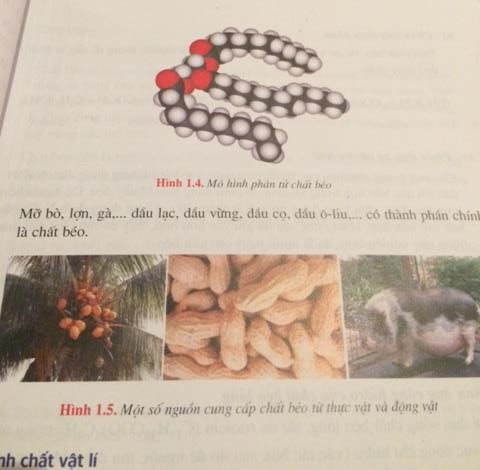 Hình 1.4. Mô hình phân tử chất béo
Mỡ bò, lợn, gà,... dầu lạc, dầu vừng, dầu cọ, dầu ô-liu,... có thành phần chính
là chất béo.
Hình 1.5. Một số nguồn cung cấp chất béo từ thực vật và động vật
nh chất vật lí